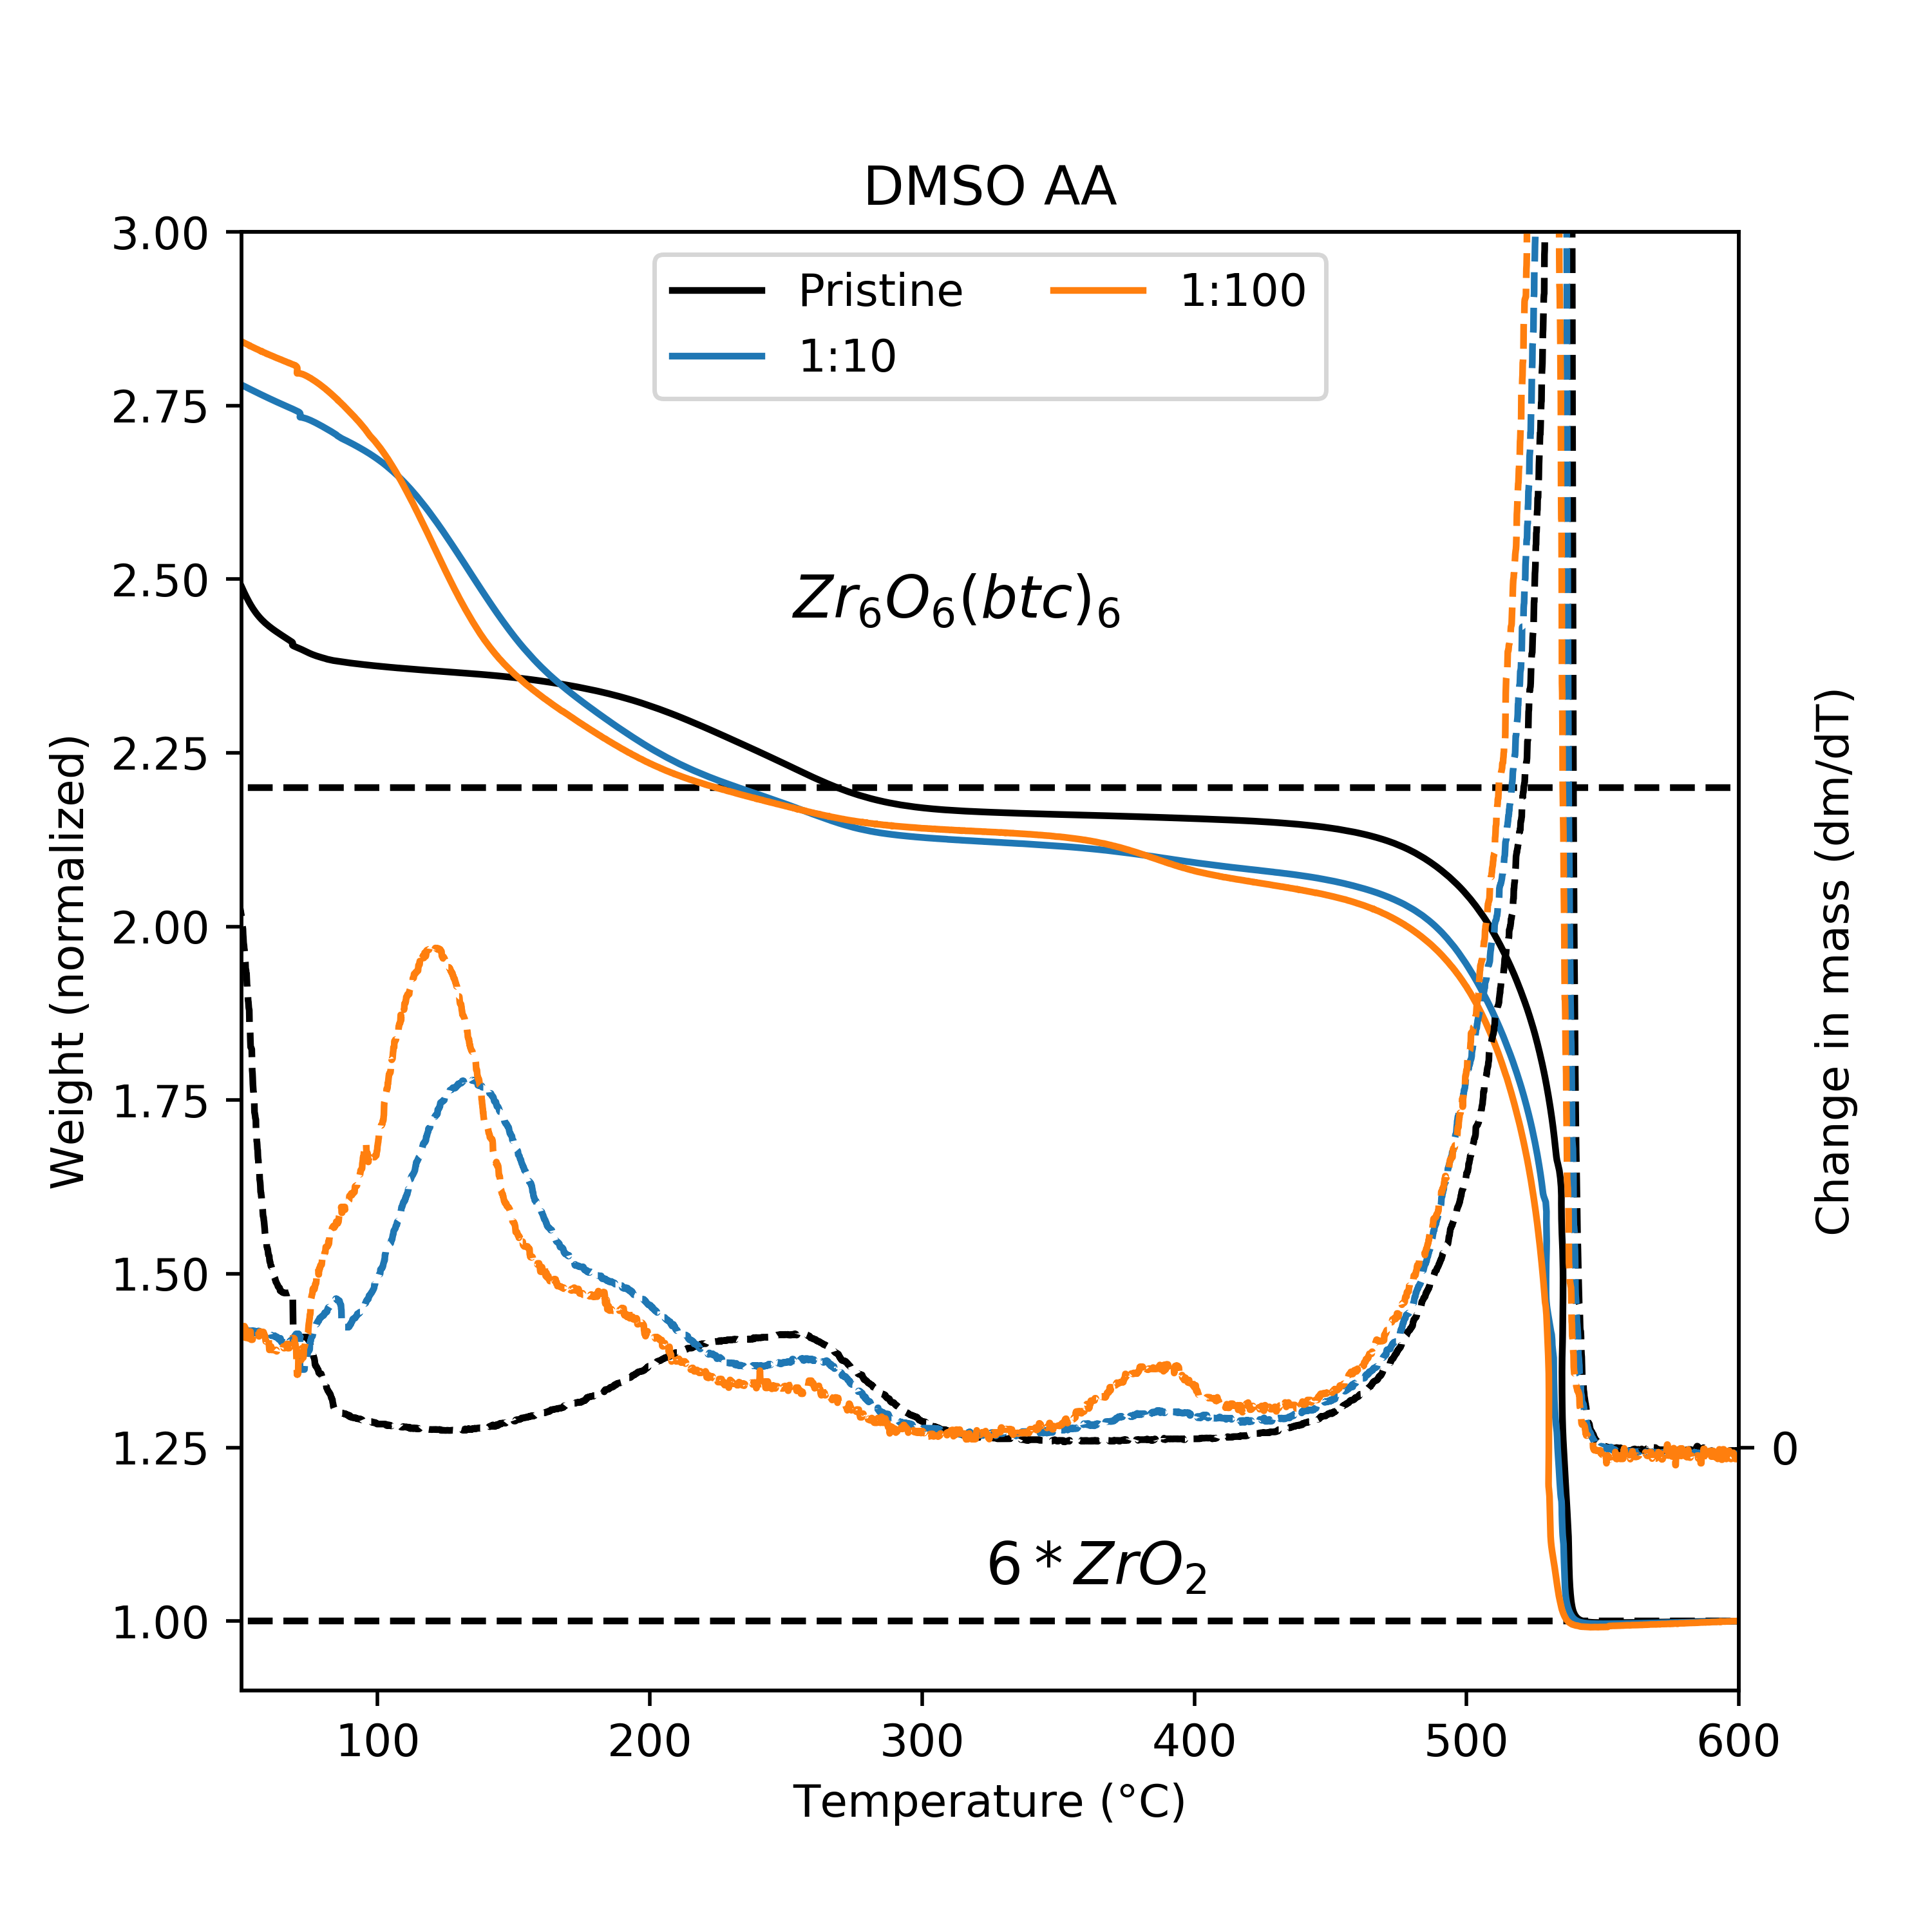 DMSO AA
Pristine
1:10
1:100
Zr₆O₆(btc)₆
6 * ZrO₂
Weight (normalized)
3.00
2.75
2.50
2.25
2.00
1.75
1.50
1.25
1.00
Change in mass (dm/dT)
0
100 200 300 400 500 600
Temperature (°C)